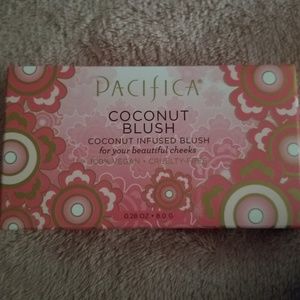 PACIFICA®
COCONUT
BLUSH
COCONUT INFUSED BLUSH
for your beautiful cheeks
100% VEGAN • CRUELTY-FREE
0.28 OZ • 8.0 G